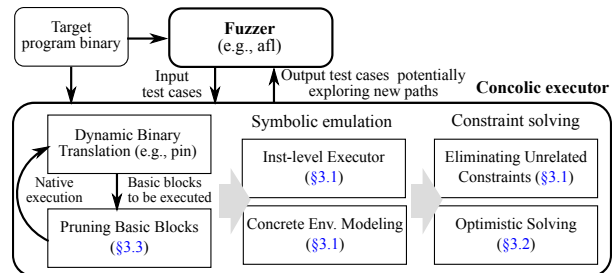 Target
program binary
Fuzzer
(e.g., afl)
Input
test cases
Output test cases potentially
exploring new paths
Concolic executor
Dynamic Binary
Translation (e.g., pin)
Native
execution
Basic blocks
to be executed
Pruning Basic Blocks
(§3.3)
Symbolic emulation
Inst-level Executor
(§3.1)
Concrete Env. Modeling
(§3.1)
Constraint solving
Eliminating Unrelated
Constraints (§3.1)
Optimistic Solving
(§3.2)